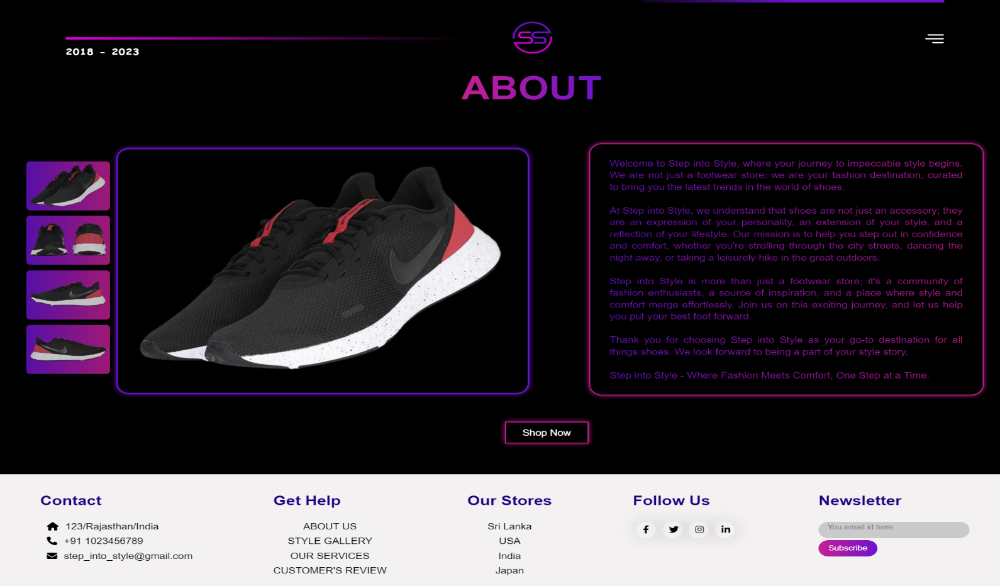 SS
2018 - 2023
ABOUT
Welcome to Step into Style, where your journey to impeccable style begins.
We are not just a footwear store; we are your fashion destination, curated
to bring you the latest trends in the world of shoes.
At Step into Style, we understand that shoes are not just an accessory; they
are an expression of your personality, an extension of your style, and a
reflection of your lifestyle. Our mission is to help you step out in confidence
and comfort, whether you're strolling through the city streets, dancing the
night away, or taking a leisurely hike in the great outdoors.
Step into Style is more than just a footwear store; it's a community of
fashion enthusiasts, a source of inspiration, and a place where style and
comfort merge effortlessly. Join us on this exciting journey, and let us help
you put your best foot forward.
Thank you for choosing Step into Style as your go-to destination for all
things shoes. We look forward to being a part of your style story.
Step into Style - Where Fashion Meets Comfort, One Step at a Time.
Shop Now
Contact
123/Rajasthan/India
+91 1023456789
step_into_style@gmail.com
Get Help
ABOUT US
STYLE GALLERY
OUR SERVICES
CUSTOMER'S REVIEW
Our Stores
Sri Lanka
USA
India
Japan
Follow Us
Newsletter
You email id here
Subscribe